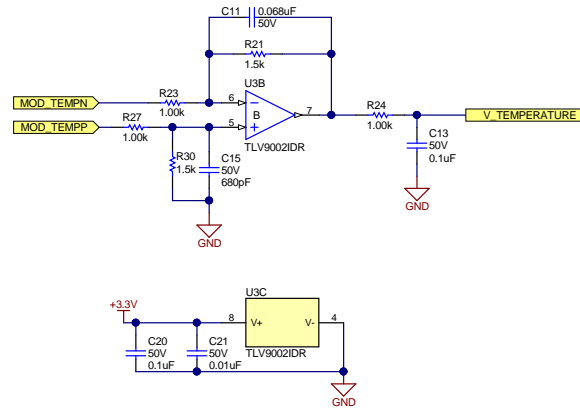 C11 0.068uF
50V
R21
1.5k
U3B
MOD_TEMPN R23 6
1.00k
B 7 R24 V_TEMPERATURE
1.00k
MOD_TEMPP R27 5
1.00k
TLV9002IDR
C13
50V
0.1uF
R30
1.5k
C15
50V
680pF
GND
GND
+3.3V
U3C
8 V+ V- 4
TLV9002IDR
C20
50V
0.1uF
C21
50V
0.01uF
GND